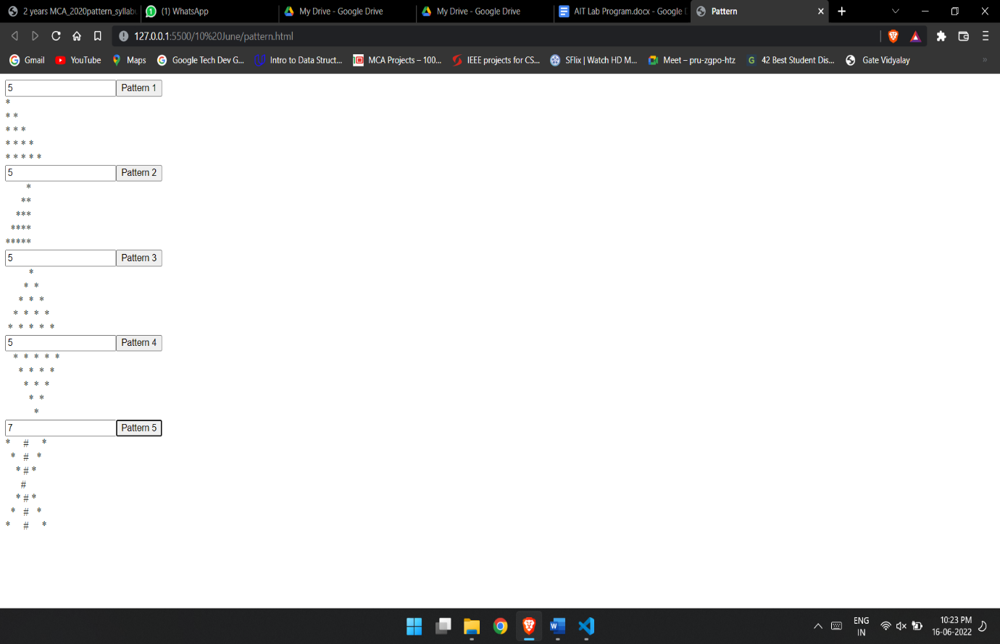 2 years MCA_2020pattern_syllabu
(1) WhatsApp
My Drive - Google Drive
My Drive - Google Drive
AIT Lab Program.docx - Google D
Pattern
127.0.0.1:5500/10%20June/pattern.html
Gmail
YouTube
Maps
Google Tech Dev G...
Intro to Data Struct...
MCA Projects – 100...
IEEE projects for CS...
SFlix | Watch HD M...
Meet – pru-zgpo-htz
42 Best Student Dis...
Gate Vidyalay
»
5 Pattern 1
*
* *
* * *
* * * *
* * * * *
5 Pattern 2
*
**
***
****
*****
5 Pattern 3
*
* *
* * *
* * * *
* * * * *
5 Pattern 4
* * * * *
* * * *
* * *
* *
*
7 Pattern 5
* # *
* # *
* # *
#
* # *
* # *
* # *
ENG
IN
10:23 PM
16-06-2022